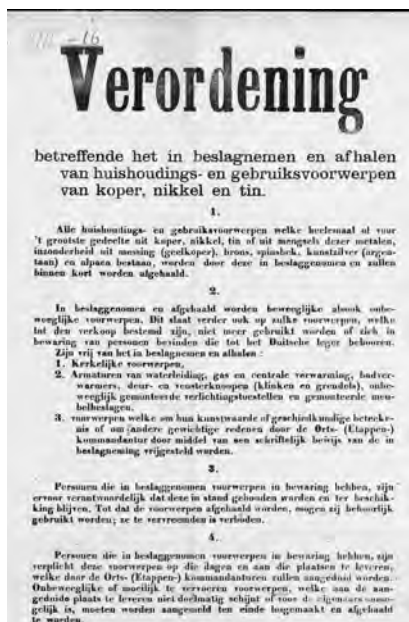 -16
Verordening
betreffende het in beslagnemen en afhalen
van huishoudings- en gebruiksvoorwerpen
van koper, nikkel en tin.
1.
Alle huishoudings- en gebruiksvoorwerpen welke heelemaal of voor
't grootste gedeelte uit koper, nikkel, tin of uit mengsels dezer metalen,
inzonderheid uit messing (geelkoper), brons, spinsbek, kunstzilver (argen-
taan) en alpaca bestaan, worden door deze in beslaggenomen en zullen
binnen kort worden afgehaald.
2.
In beslaggenomen en afgehaald worden beweeglijke alsook onbe-
weeglijke voorwerpen. Dit slaat verder ook op zulke voorwerpen, welke
tot den verkoop bestemd zijn, niet meer gebruikt worden of zich in
bewaring van personen bevinden die tot het Duitsche leger behooren.
Zijn vrij van het in beslagnemen en afhalen :
1. Kerkelijke voorwerpen.
2. Armaturen van waterleiding, gas en centrale verwarming, badver-
warmers, deur- en vensterknoppen (klinken en grendels), onbe-
weeglijk gemonteerde verlichtingstoestellen en gemonteerde meu-
belbeslagen.
3. voorwerpen welke om hun kunstwaarde of geschiedkundige beteeke-
nis of om andere gewichtige redenen door de Orts- (Etappen-)
kommandantur door middel van een schriftelijk bewijs van de in
beslagneming vrijgesteld worden.
3.
Personen die in beslaggenomen voorwerpen in bewaring hebben, zijn
ervoor verantwoordelijk dat deze in stand gehouden worden en ter beschik-
king blijven. Tot dat de voorwerpen afgehaald worden, mogen zij behoorlijk
gebruikt worden; ze te vervreemden is verboden.
4.
Personen die in beslaggenomen voorwerpen in bewaring hebben, zijn
verplicht deze voorwerpen op die dagen en aan die plaatsen te leveren,
welke door de Orts- (Etappen-) kommandanturen zullen aangeduid worden.
Onbeweeglijke of moeilijk te vervoeren voorwerpen, welke aan de aan-
geduide plaats te leveren niet doelmatig schijnt of voor de eigenaars onmo-
gelijk is, moeten worden aangemeld ten einde losgemaakt en afgehaald
te worden.